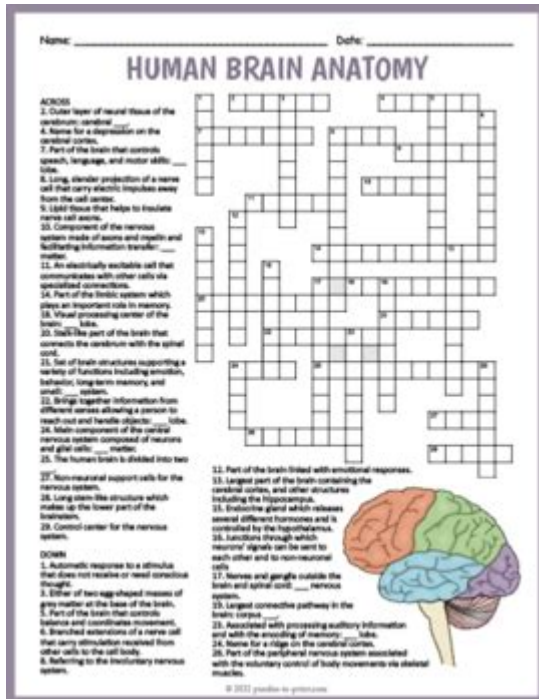 Name: Date:
HUMAN BRAIN ANATOMY
ACROSS
2. Outer layer of neural tissue of the
cerebrum: cerebral ___.
4. Name for a depression on the
cerebral cortex.
7. Part of the brain that controls
speech, language, and motor skills: ___
lobe.
8. Long, slender projection of a nerve
cell that carry electric impulses away
from the cell center.
9. Lipid tissue that helps to insulate
nerve cell axons.
10. Component of the nervous
system made of axons and myelin and
facilitating information transfer: ___
matter.
11. An electrically excitable cell that
communicates with other cells via
specialized connections.
14. Part of the limbic system which
plays an important role in memory.
18. Visual processing center of the
brain: ___ lobe.
20. Stalk-like part of the brain that
connects the cerebrum with the spinal
cord.
21. Set of brain structures supporting a
variety of functions including emotion,
behavior, long-term memory, and
smell: ___ system.
22. Brings together information from
different senses allowing a person to
reach out and handle objects: ___ lobe.
24. Main component of the central
nervous system composed of neurons
and glial cells: ___ matter.
25. The human brain is divided into two
___.
27. Non-neuronal support cells for the
nervous system.
28. Long stem-like structure which
makes up the lower part of the
brainstem.
29. Control center for the nervous
system.
DOWN
1. Automatic response to a stimulus
that does not receive or need conscious
thought.
3. Either of two egg-shaped masses of
grey matter at the base of the brain.
5. Part of the brain that controls
balance and coordinates movement.
6. Branched extensions of a nerve cell
that carry stimulation received from
other cells to the cell body.
8. Referring to the involuntary nervous
system.
12. Part of the brain linked with emotional responses.
13. Largest part of the brain containing the
cerebral cortex, and other structures
including the hippocampus.
15. Endocrine gland which releases
several different hormones and is
controlled by the hypothalamus.
16. Junctions through which
neurons' signals can be sent to
each other and to non-neuronal
cells
17. Nerves and ganglia outside the
brain and spinal cord: ___ nervous
system.
19. Largest connective pathway in the
brain: corpus ___.
23. Associated with processing auditory information
and with the encoding of memory: ___ lobe.
24. Name for a ridge on the cerebral cortex.
26. Part of the peripheral nervous system associated
with the voluntary control of body movements via skeletal
muscles.
© 2022 puzzles-to-print.com